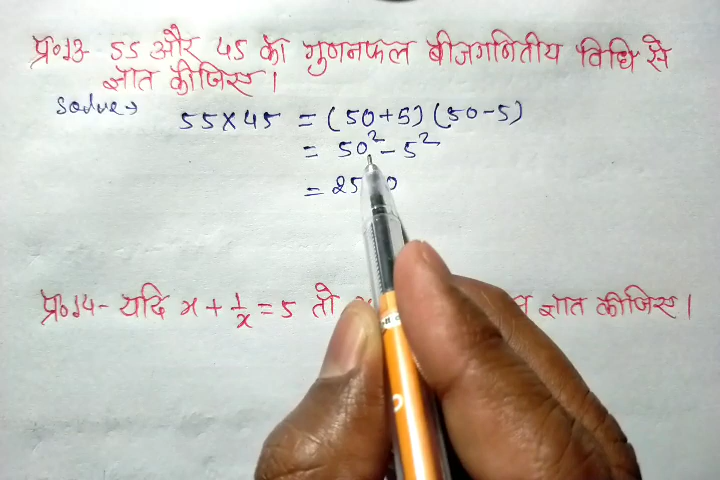 प्र०13- 55 और 45 का गुणनफल बीजगणितीय विधि से
ज्ञात कीजिए।
Solve→ 55×45 = (50+5)(50-5)
= 50² - 5²
= 25
प्र०14- यदि x + 1/x = 5 तो ज्ञात कीजिए।